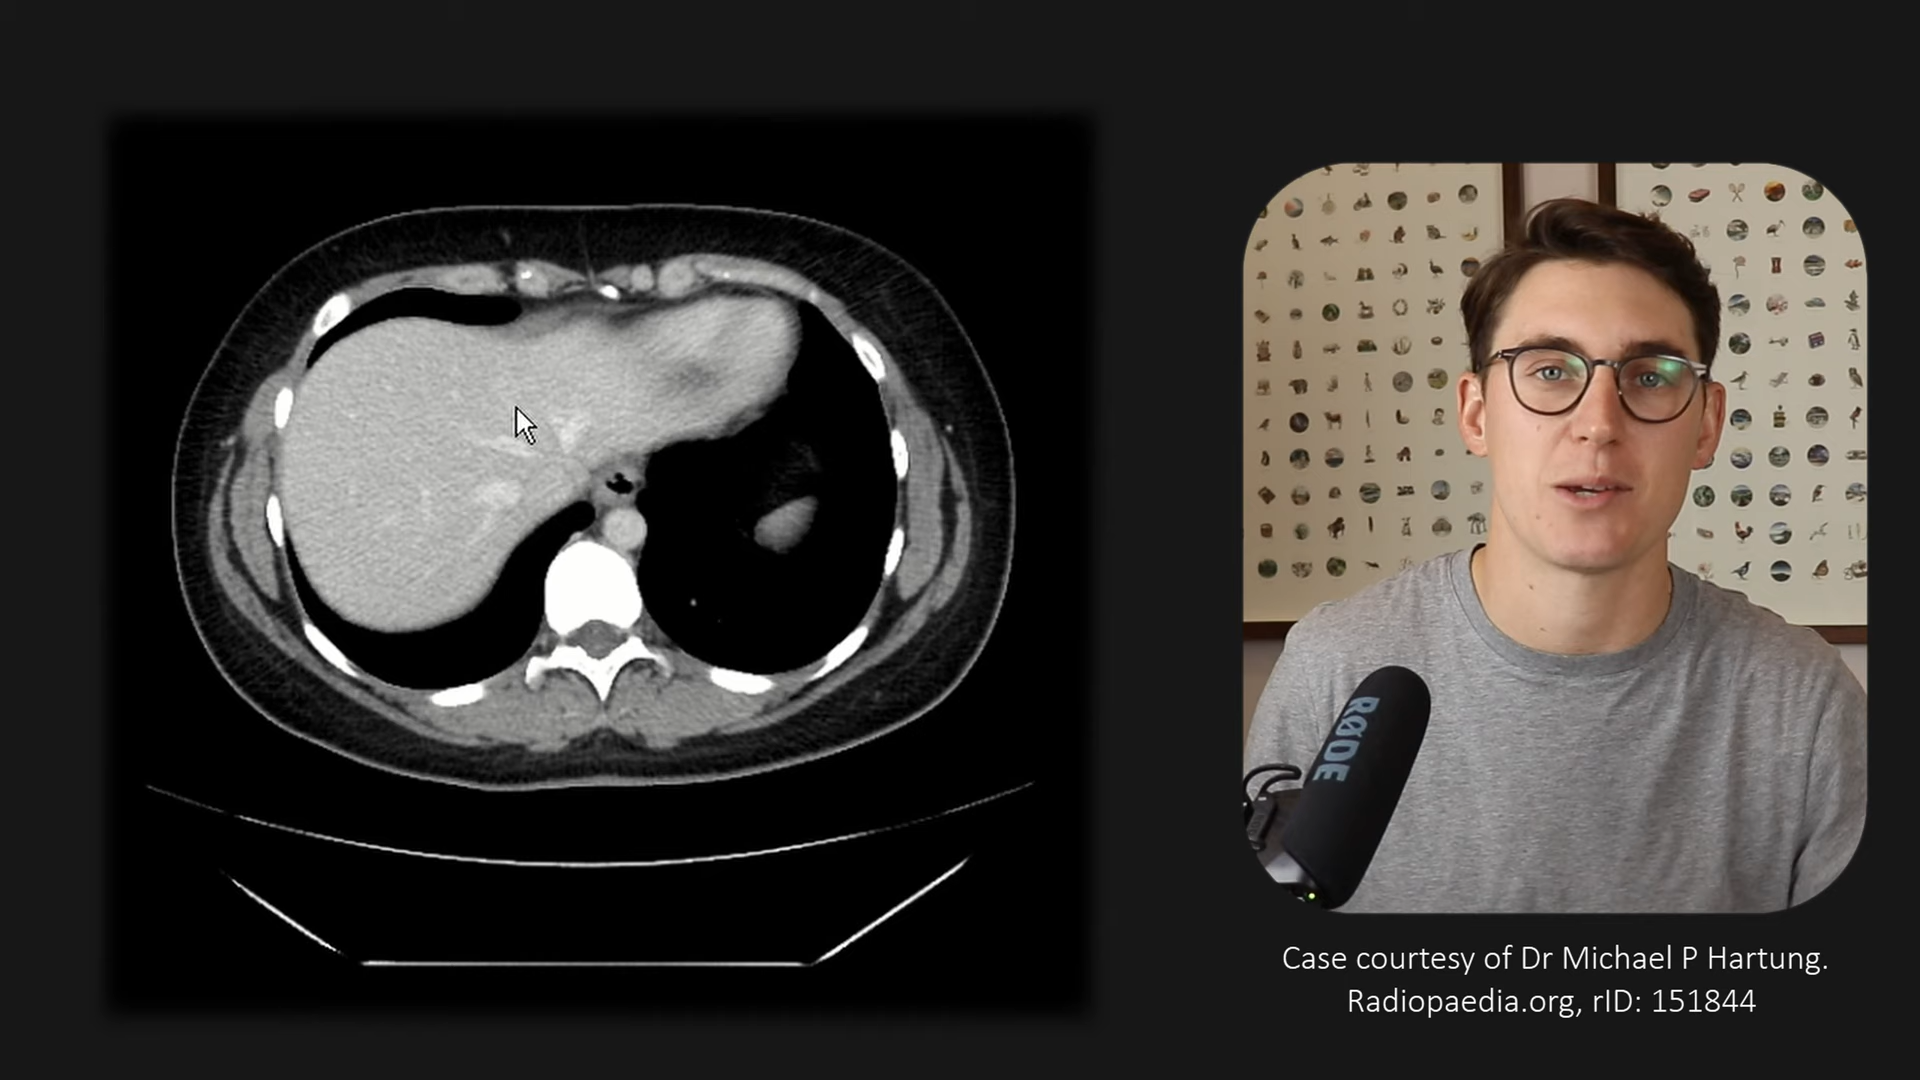 RØDE
Case courtesy of Dr Michael P Hartung.
Radiopaedia.org, rID: 151844